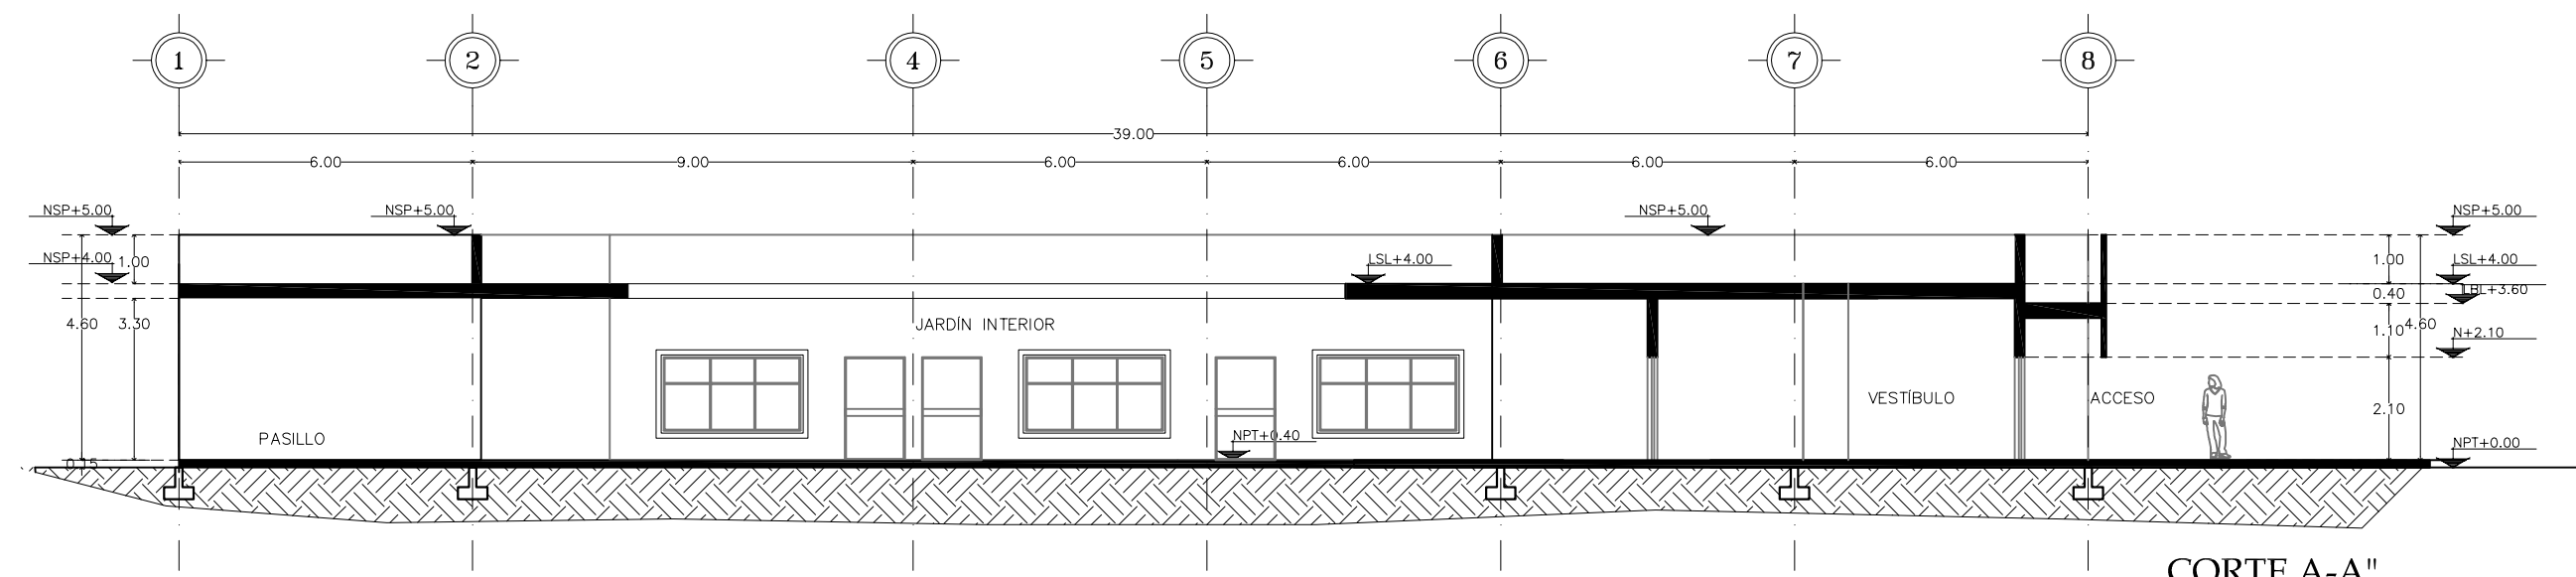 1 2 4 5 6 7 8
39.00
6.00 9.00 6.00 6.00 6.00 6.00
NSP+5.00 NSP+5.00 NSP+5.00 NSP+5.00
NSP+4.00 1.00 LSL+4.00 1.00 LSL+4.00
0.40 LBL+3.60
4.60 3.30 JARDÍN INTERIOR 1.10 4.60 N+2.10
VESTÍBULO ACCESO
2.10
PASILLO NPT+0.40 NPT+0.00
0.15
CORTE A-A"